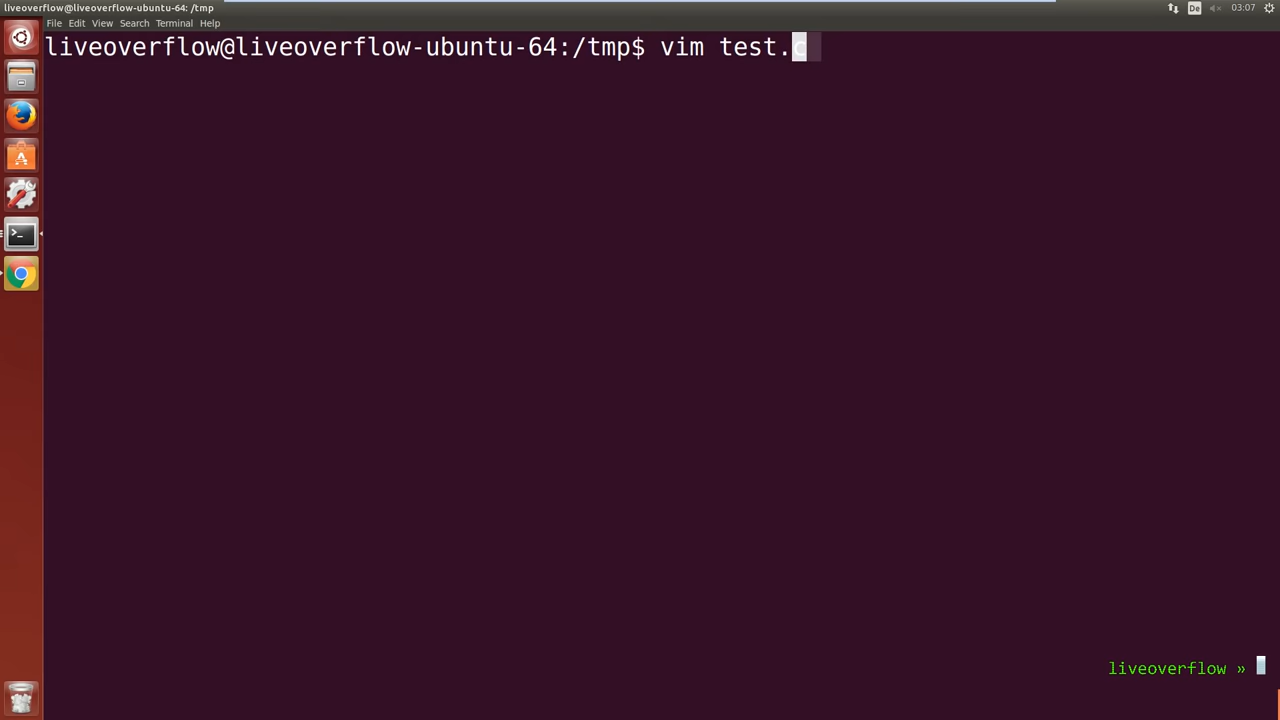 liveoverflow@liveoverflow-ubuntu-64: /tmp
De
03:07
File Edit View Search Terminal Help
liveoverflow@liveoverflow-ubuntu-64:/tmp$ vim test.c
liveoverflow »